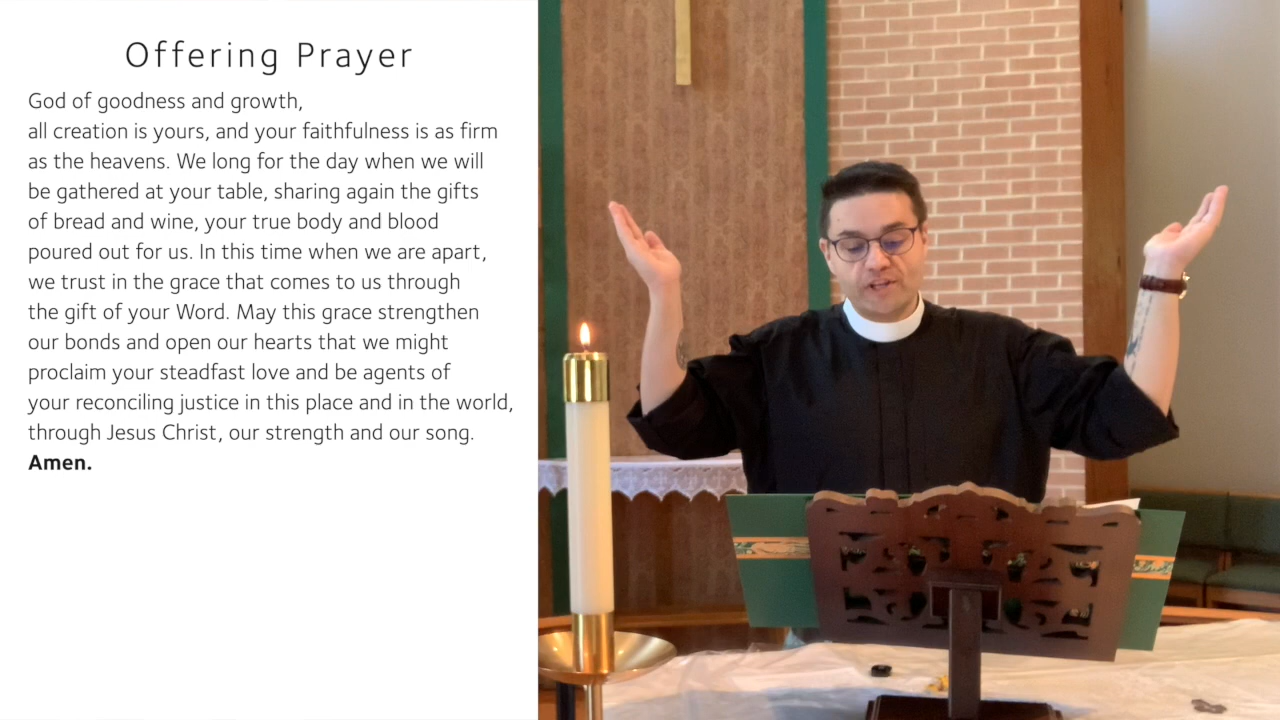 Offering Prayer
God of goodness and growth,
all creation is yours, and your faithfulness is as firm
as the heavens. We long for the day when we will
be gathered at your table, sharing again the gifts
of bread and wine, your true body and blood
poured out for us. In this time when we are apart,
we trust in the grace that comes to us through
the gift of your Word. May this grace strengthen
our bonds and open our hearts that we might
proclaim your steadfast love and be agents of
your reconciling justice in this place and in the world,
through Jesus Christ, our strength and our song.
Amen.